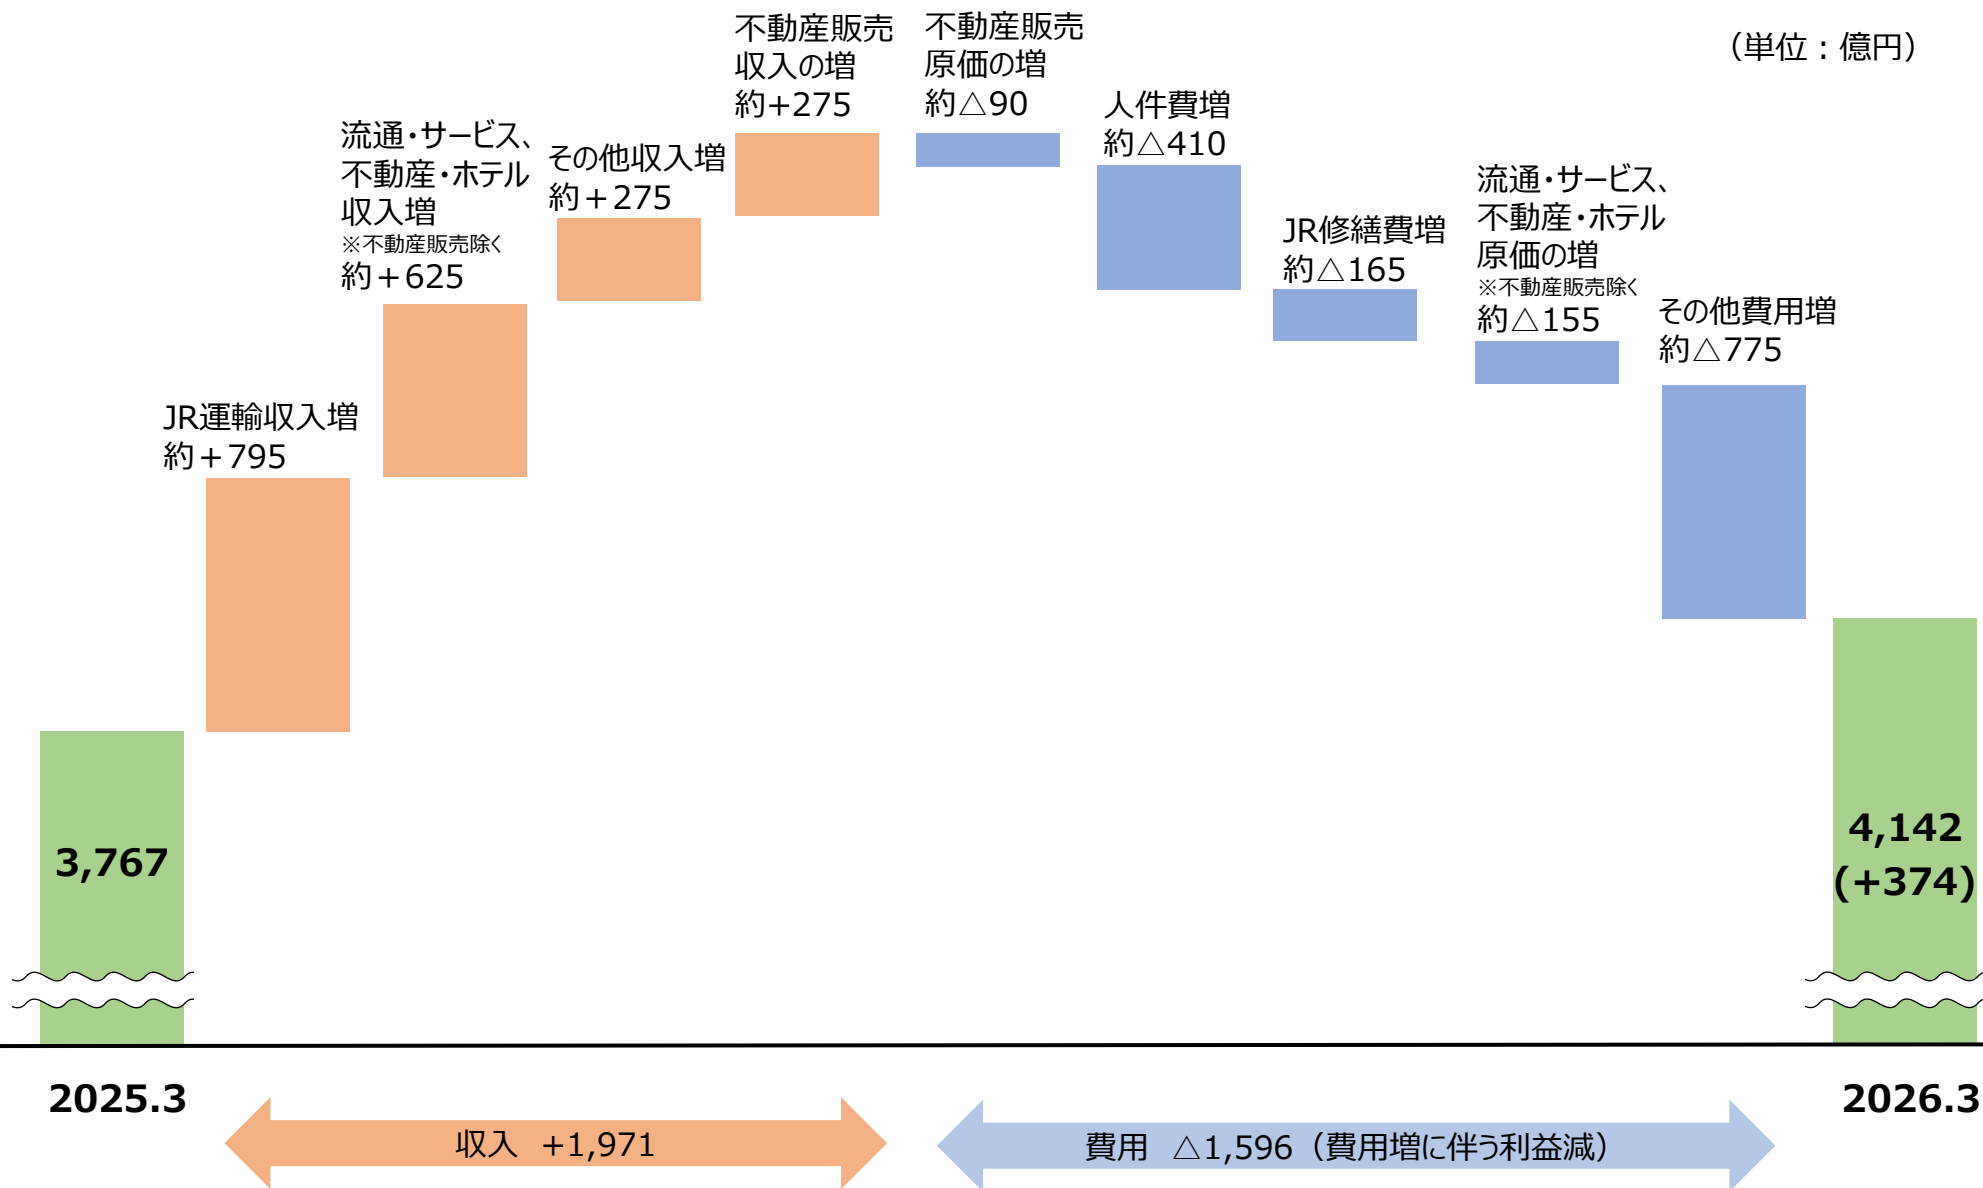 （単位：億円）
3,767
JR運輸収入増
約＋795
流通・サービス、
不動産・ホテル
収入増
※不動産販売除く
約＋625
その他収入増
約＋275
不動産販売
収入の増
約+275
不動産販売
原価の増
約△90
人件費増
約△410
JR修繕費増
約△165
流通・サービス、
不動産・ホテル
原価の増
※不動産販売除く
約△155
その他費用増
約△775
4,142
(+374)
2025.3
収入　+1,971
費用　△1,596（費用増に伴う利益減）
2026.3